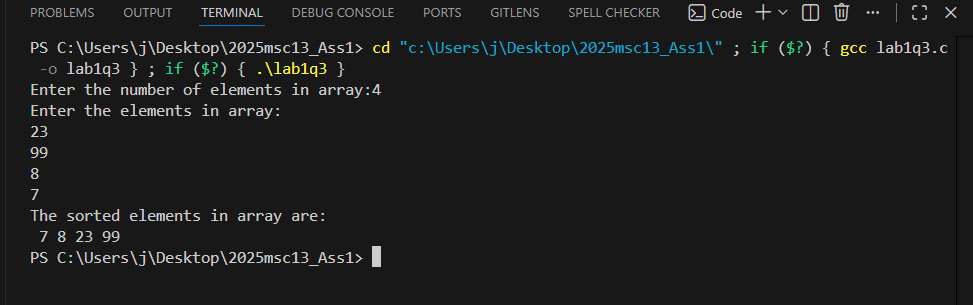 PROBLEMS OUTPUT TERMINAL DEBUG CONSOLE PORTS GITLENS SPELL CHECKER Code
PS C:\Users\j\Desktop\2025msc13_Ass1> cd "c:\Users\j\Desktop\2025msc13_Ass1\" ; if ($?) { gcc lab1q3.c
-o lab1q3 } ; if ($?) { .\lab1q3 }
Enter the number of elements in array:4
Enter the elements in array:
23
99
8
7
The sorted elements in array are:
7 8 23 99
PS C:\Users\j\Desktop\2025msc13_Ass1>